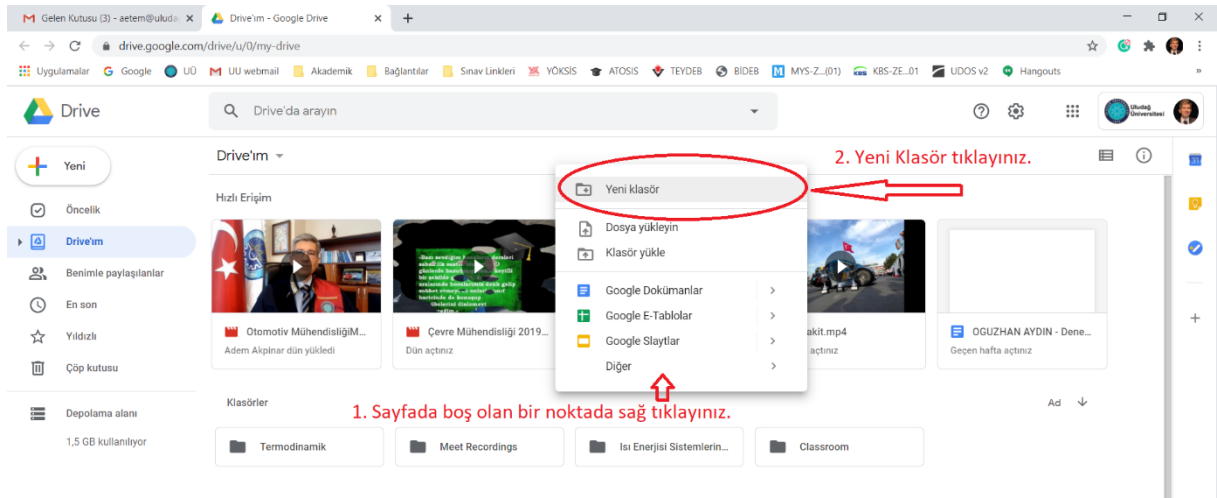 Gelen Kutusu (3) - aetem@uluda
Drive'ım - Google Drive
drive.google.com/drive/u/0/my-drive
Uygulamalar Google UÜ UU webmail Akademik Bağlantılar Sınav Linkleri YÖKSİS ATOSIS TEYDEB BİDEB MYS-Z...(01) KBS-ZE...01 UDOS v2 Hangouts »
Drive
Drive'da arayın
Uludağ
Üniversitesi
Yeni
Drive'ım
2. Yeni Klasör tıklayınız.
Öncelik
Drive'ım
Benimle paylaşılanlar
En son
Yıldızlı
Çöp kutusu
Depolama alanı
1,5 GB kullanılıyor
Hızlı Erişim
Yeni klasör
Dosya yükleyin
Klasör yükle
Google Dokümanlar
Google E-Tablolar
Google Slaytlar
Diğer
Otomotiv MühendisliğiM...
Adem Akpinar dün yükledi
Çevre Mühendisliği 2019...
Dün açtınız
akit.mp4
açtınız
OGUZHAN AYDIN - Dene...
Geçen hafta açtınız
Klasörler
1. Sayfada boş olan bir noktada sağ tıklayınız.
Ad
Termodinamik
Meet Recordings
Isı Enerjisi Sistemlerin...
Classroom
31